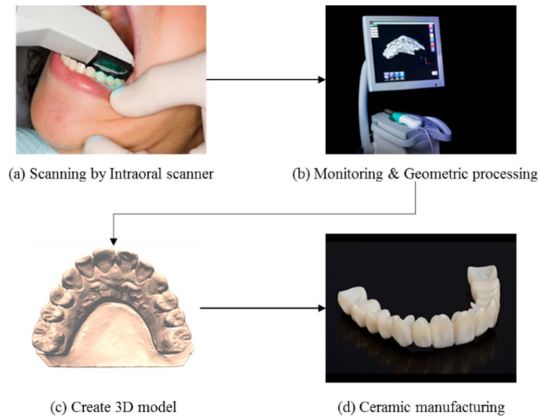 (a) Scanning by Intraoral scanner
(b) Monitoring & Geometric processing
(c) Create 3D model
(d) Ceramic manufacturing